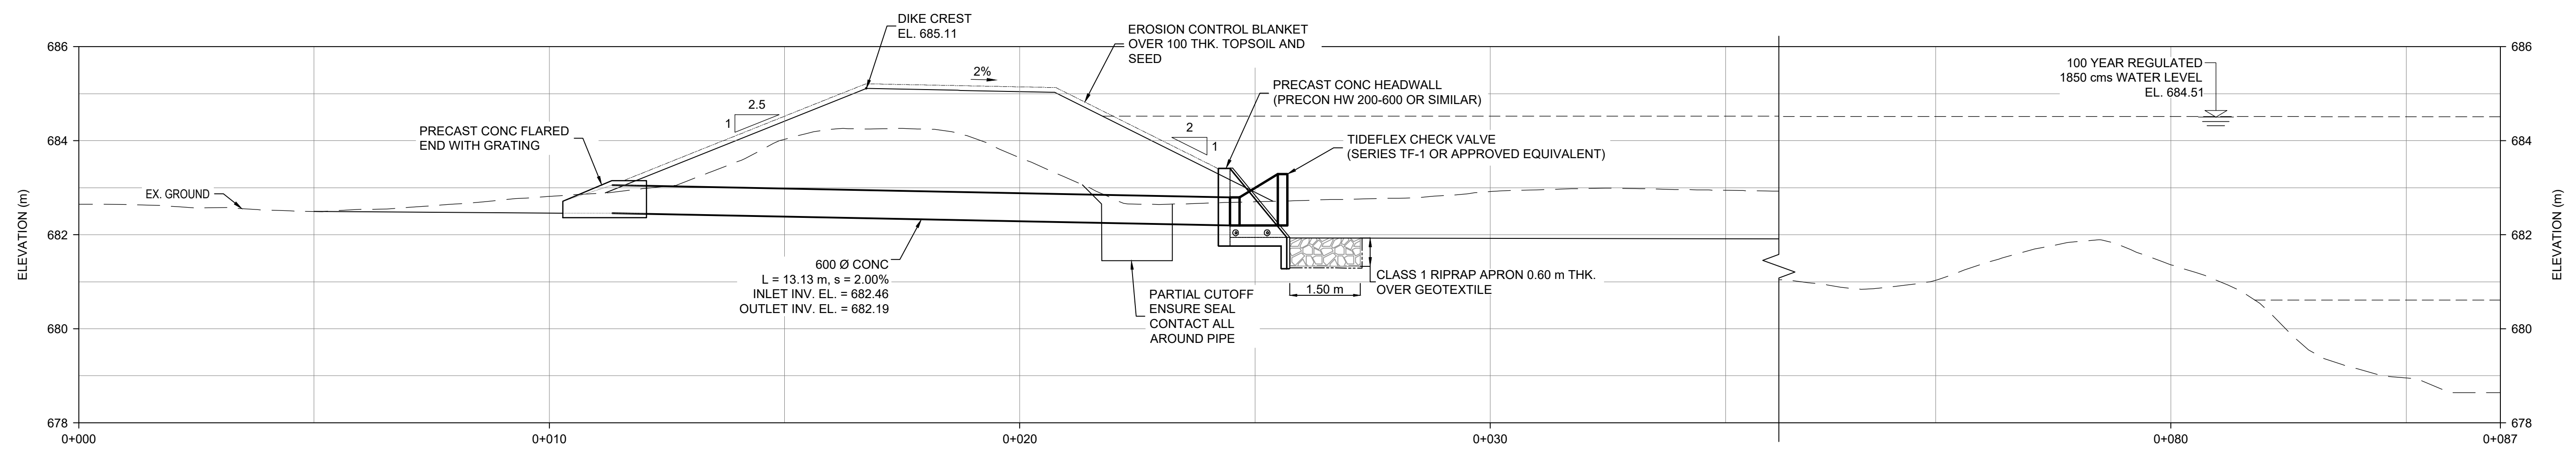 DIKE CREST
EL. 685.11
EROSION CONTROL BLANKET
OVER 100 THK. TOPSOIL AND
SEED
686
686
100 YEAR REGULATED
1850 cms WATER LEVEL
EL. 684.51
2%
PRECAST CONC HEADWALL
(PRECON HW 200-600 OR SIMILAR)
2.5
1
2
1
PRECAST CONC FLARED
END WITH GRATING
TIDEFLEX CHECK VALVE
(SERIES TF-1 OR APPROVED EQUIVALENT)
684
684
EX. GROUND
ELEVATION (m)
ELEVATION (m)
682
682
600 Ø CONC
L = 13.13 m, s = 2.00%
INLET INV. EL. = 682.46
OUTLET INV. EL. = 682.19
CLASS 1 RIPRAP APRON 0.60 m THK.
OVER GEOTEXTILE
1.50 m
PARTIAL CUTOFF
ENSURE SEAL
CONTACT ALL
AROUND PIPE
680
680
678
678
0+000
0+010
0+020
0+030
0+080
0+087